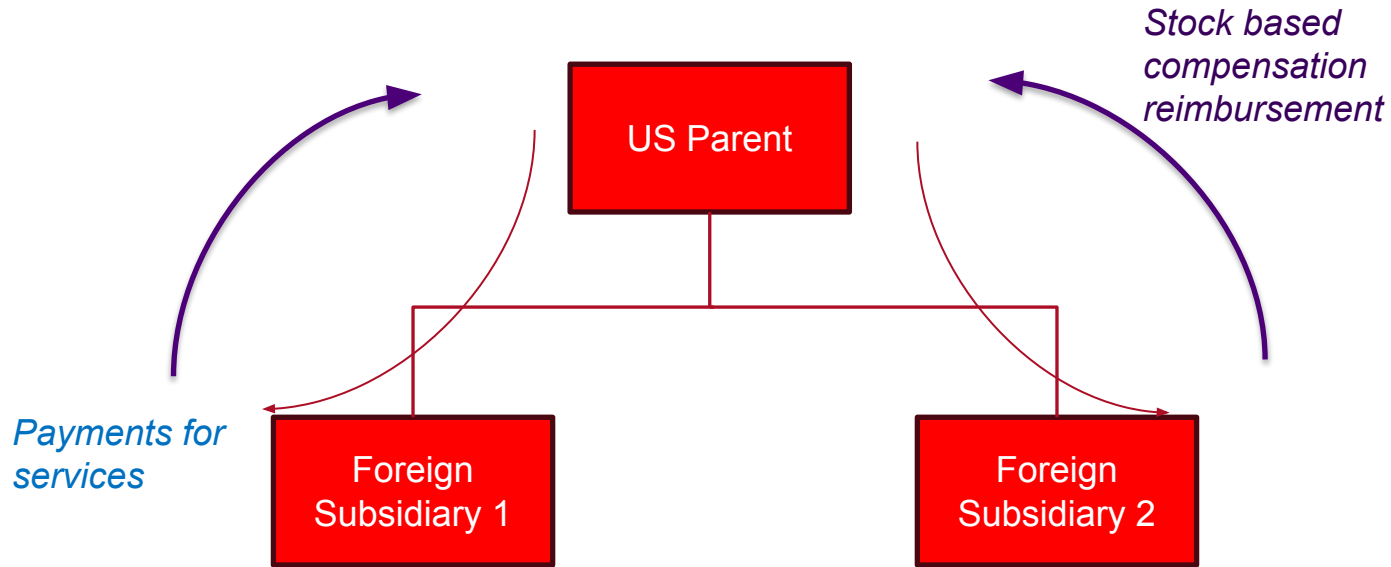 Stock based
compensation
reimbursement
US Parent
Payments for
services
Foreign
Subsidiary 1
Foreign
Subsidiary 2